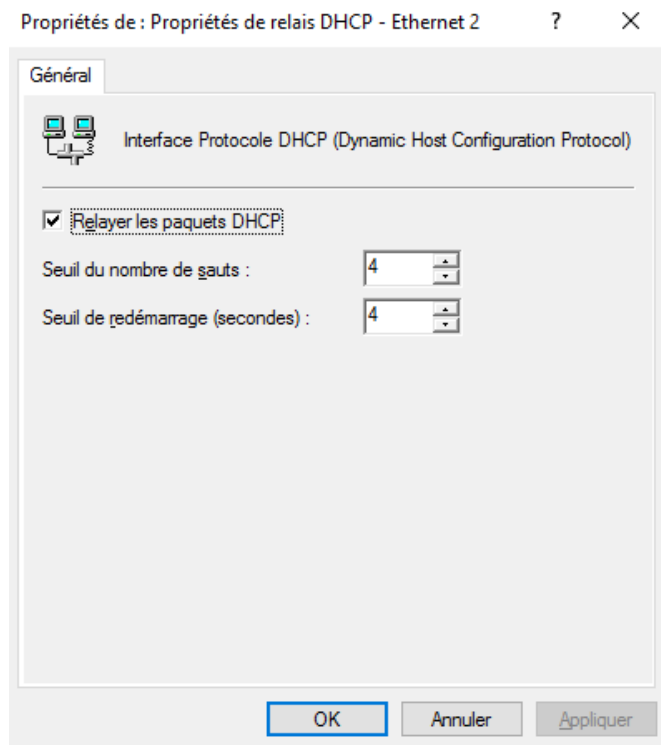 Propriétés de : Propriétés de relais DHCP - Ethernet 2 ? ✕
Général
Interface Protocole DHCP (Dynamic Host Configuration Protocol)
Relayer les paquets DHCP
Seuil du nombre de sauts : 4
Seuil de redémarrage (secondes) : 4
OK Annuler Appliquer